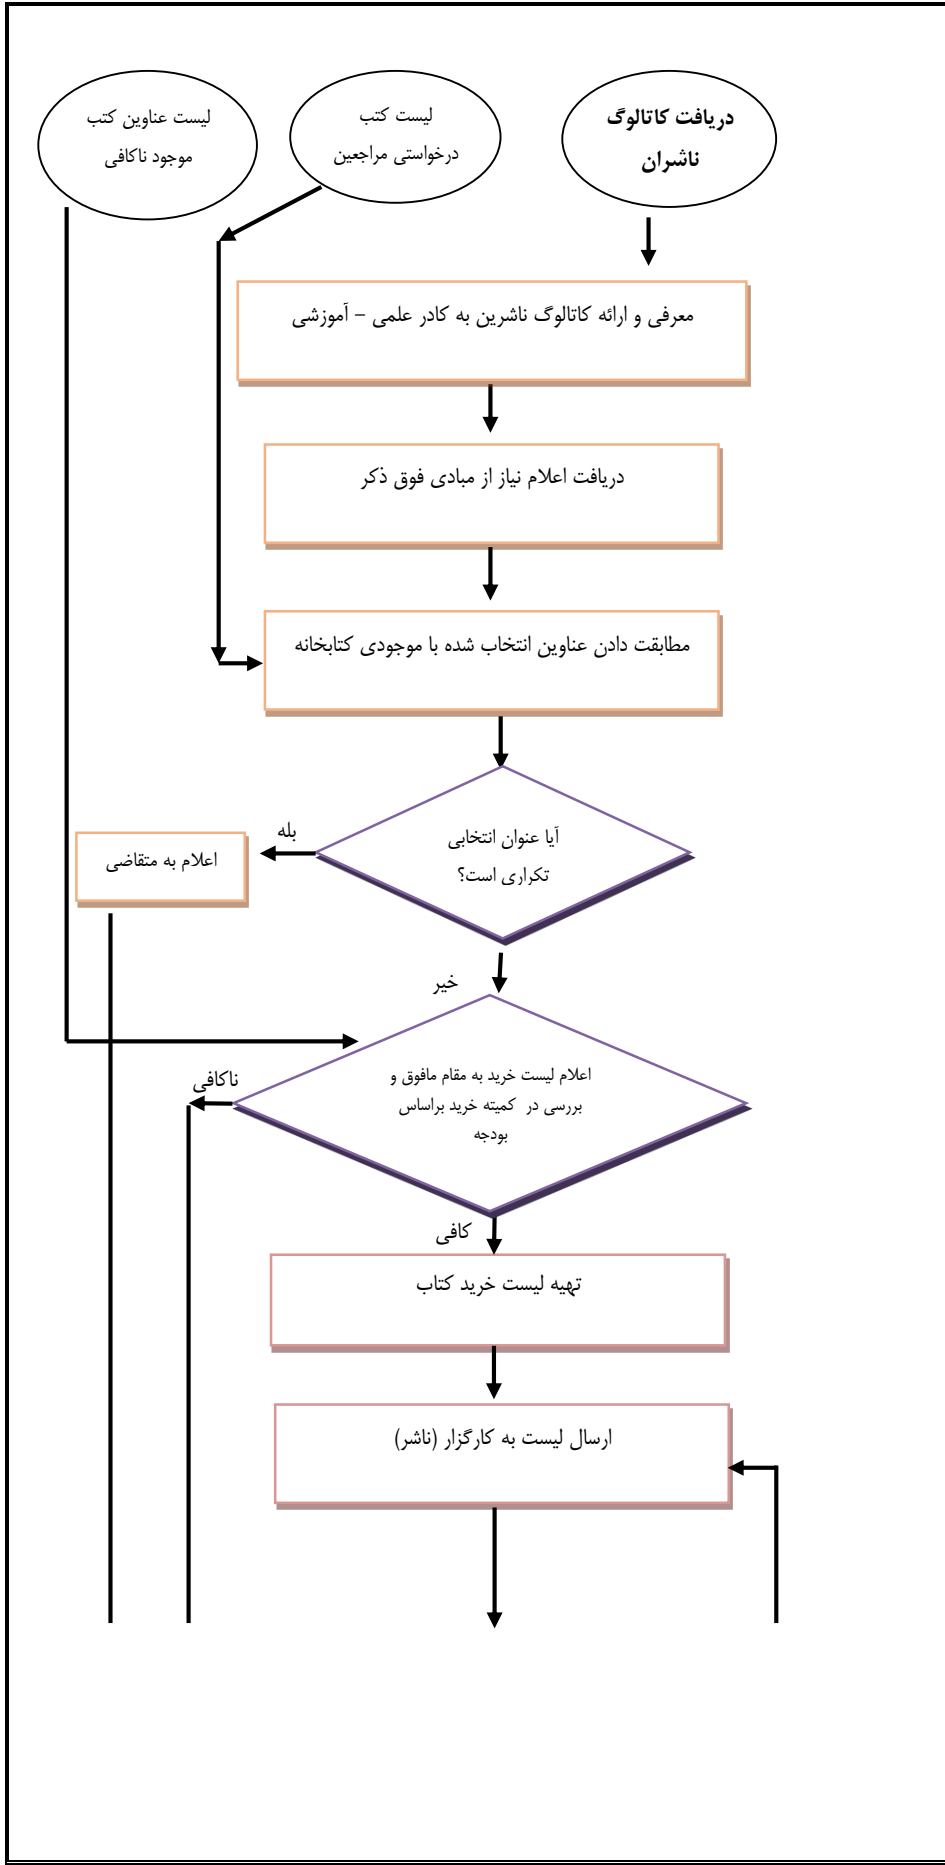 دریافت کاتالوگ
ناشران
لیست کتب
درخواستی مراجعین
لیست عناوین کتب
موجود ناکافی
معرفی و ارائه کاتالوگ ناشرین به کادر علمی – آموزشی
دریافت اعلام نیاز از مبادی فوق ذکر
مطابقت دادن عناوین انتخاب شده با موجودی کتابخانه
آیا عنوان انتخابی
تکراری است؟
بله
اعلام به متقاضی
خیر
اعلام لیست خرید به مقام مافوق و
بررسی در کمیته خرید براساس
بودجه
ناکافی
کافی
تهیه لیست خرید کتاب
ارسال لیست به کارگزار (ناشر)